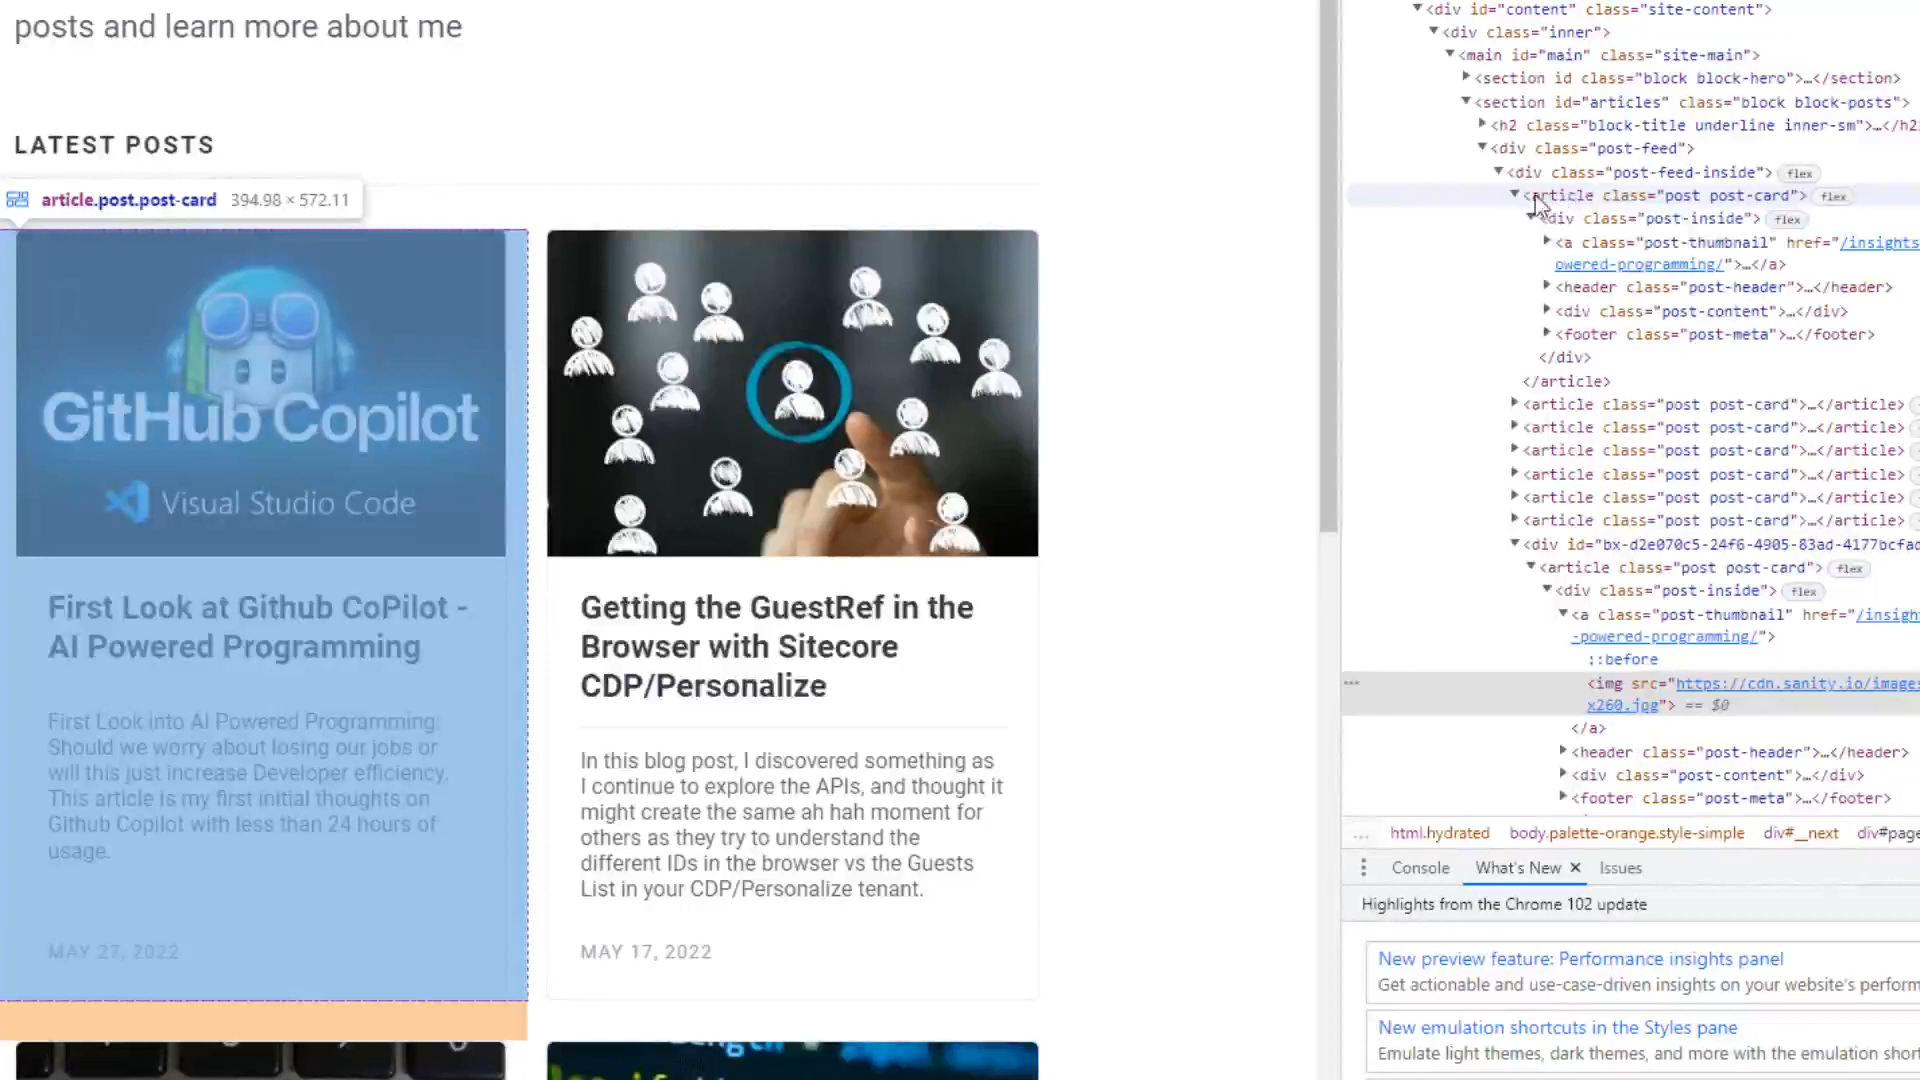 posts and learn more about me
LATEST POSTS
article.post.post-card 394.98 × 572.11
GitHub Copilot
Visual Studio Code
First Look at Github CoPilot -
AI Powered Programming
First Look into AI Powered Programming:
Should we worry about losing our jobs or
will this just increase Developer efficiency.
This article is my first initial thoughts on
Github Copilot with less than 24 hours of
usage.
MAY 27, 2022
Getting the GuestRef in the
Browser with Sitecore
CDP/Personalize
In this blog post, I discovered something as
I continue to explore the APIs, and thought it
might create the same ah hah moment for
others as they try to understand the
different IDs in the browser vs the Guests
List in your CDP/Personalize tenant.
MAY 17, 2022
<div id="content" class="site-content">
<div class="inner">
<main id="main" class="site-main">
<section id class="block block-hero">…</section>
<section id="articles" class="block block-posts">
<h2 class="block-title underline inner-sm">…</h2
<div class="post-feed">
<div class="post-feed-inside"> flex
<article class="post post-card"> flex
div class="post-inside"> flex
<a class="post-thumbnail" href="/insights
owered-programming/">…</a>
<header class="post-header">…</header>
<div class="post-content">…</div>
<footer class="post-meta">…</footer>
</div>
</article>
<article class="post post-card">…</article>
<article class="post post-card">…</article>
<article class="post post-card">…</article>
<article class="post post-card">…</article>
<article class="post post-card">…</article>
<article class="post post-card">…</article>
<div id="bx-d2e070c5-24f6-4905-83ad-4177bcfad
<article class="post post-card"> flex
<div class="post-inside"> flex
<a class="post-thumbnail" href="/insigh
-powered-programming/">
::before
<img src="https://cdn.sanity.io/images
x260.jpg"> == $0
</a>
<header class="post-header">…</header>
<div class="post-content">…</div>
<footer class="post-meta">…</footer>
… html.hydrated body.palette-orange.style-simple div#__next div#page
Console What's New × Issues
Highlights from the Chrome 102 update
New preview feature: Performance insights panel
Get actionable and use-case-driven insights on your website's perform
New emulation shortcuts in the Styles pane
Emulate light themes, dark themes, and more with the emulation short